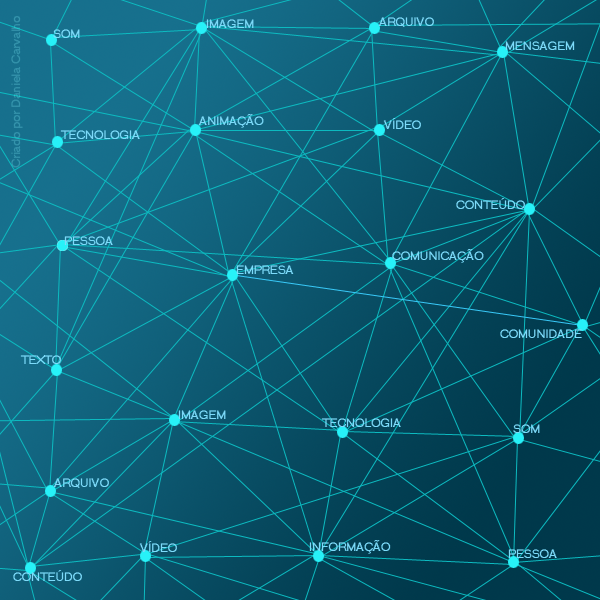 SOM
IMAGEM
ARQUIVO
MENSAGEM
TECNOLOGIA
ANIMAÇÃO
VÍDEO
CONTEÚDO
PESSOA
EMPRESA
COMUNICAÇÃO
COMUNIDADE
TEXTO
IMAGEM
TECNOLOGIA
SOM
ARQUIVO
VÍDEO
INFORMAÇÃO
PESSOA
CONTEÚDO
Criado por Daniela Carvalho